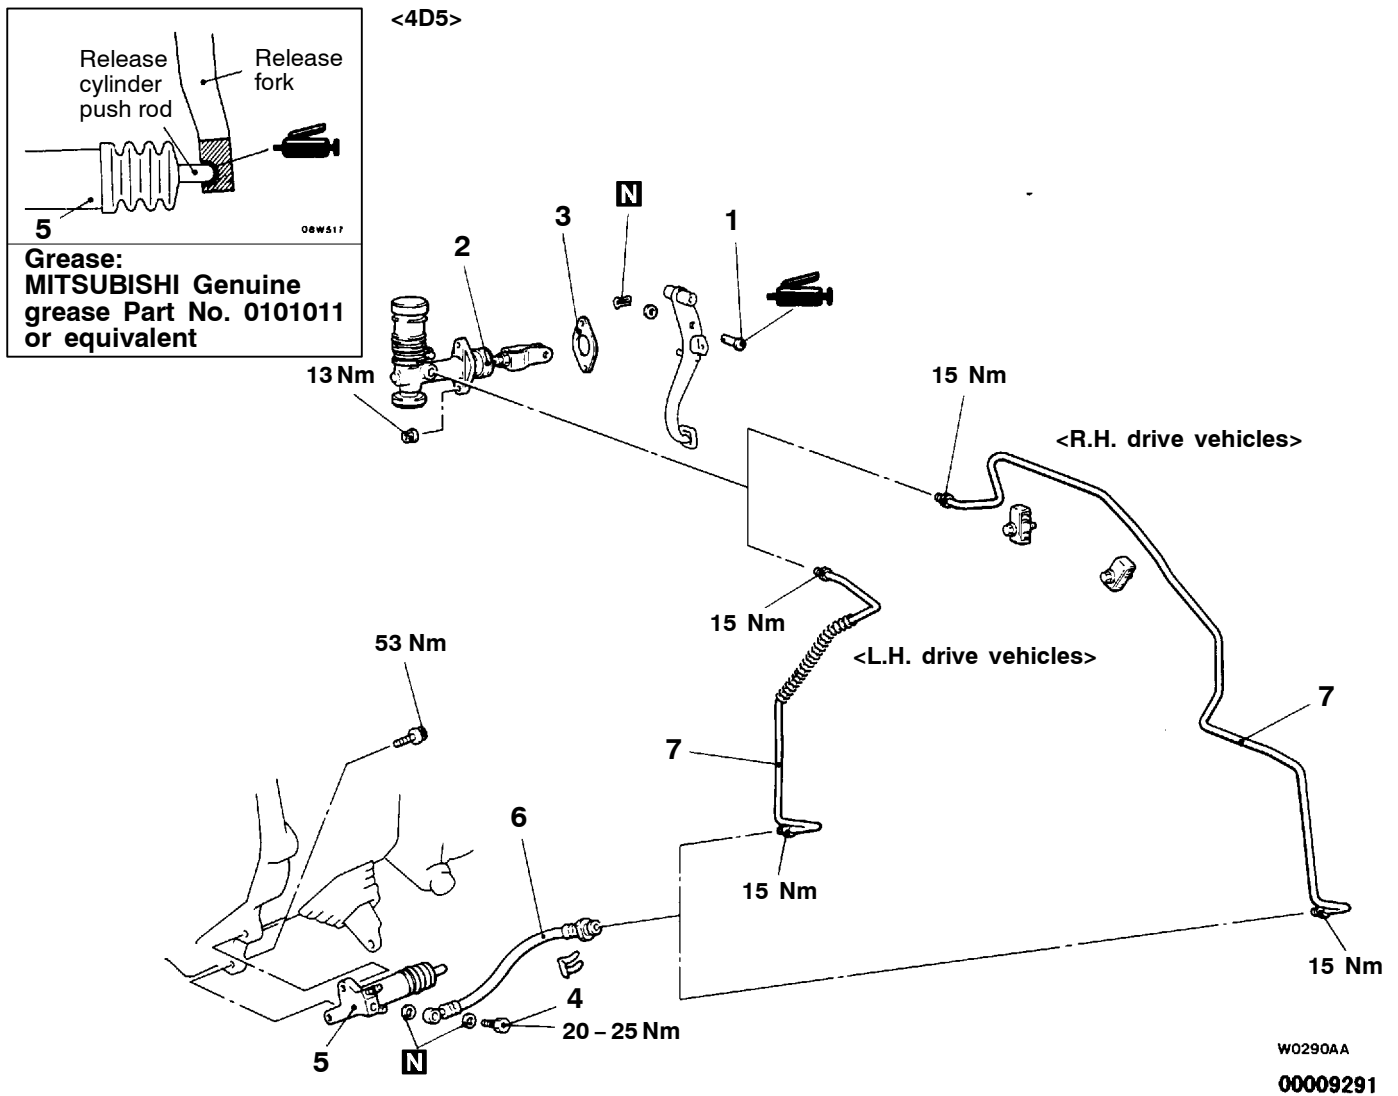 <4D5>
Release
cylinder
push rod
Release
fork
5
08W517
Grease:
MITSUBISHI Genuine
grease Part No. 0101011
or equivalent
N
3
1
2
13 Nm
15 Nm
<R.H. drive vehicles>
15 Nm
53 Nm
<L.H. drive vehicles>
7
7
6
15 Nm
15 Nm
4
20 – 25 Nm
5
N
W0290AA
00009291